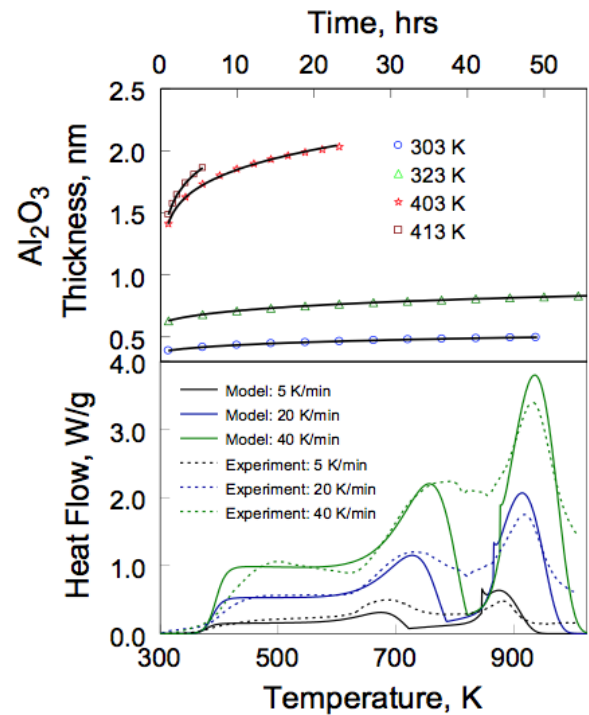 Time, hrs
0 10 20 30 40 50
Al2O3
Thickness, nm
2.5
2.0
1.5
1.0
0.5
303 K
323 K
403 K
413 K
Heat Flow, W/g
4.0
3.0
2.0
1.0
0.0
Model: 5 K/min
Model: 20 K/min
Model: 40 K/min
Experiment: 5 K/min
Experiment: 20 K/min
Experiment: 40 K/min
300 500 700 900
Temperature, K